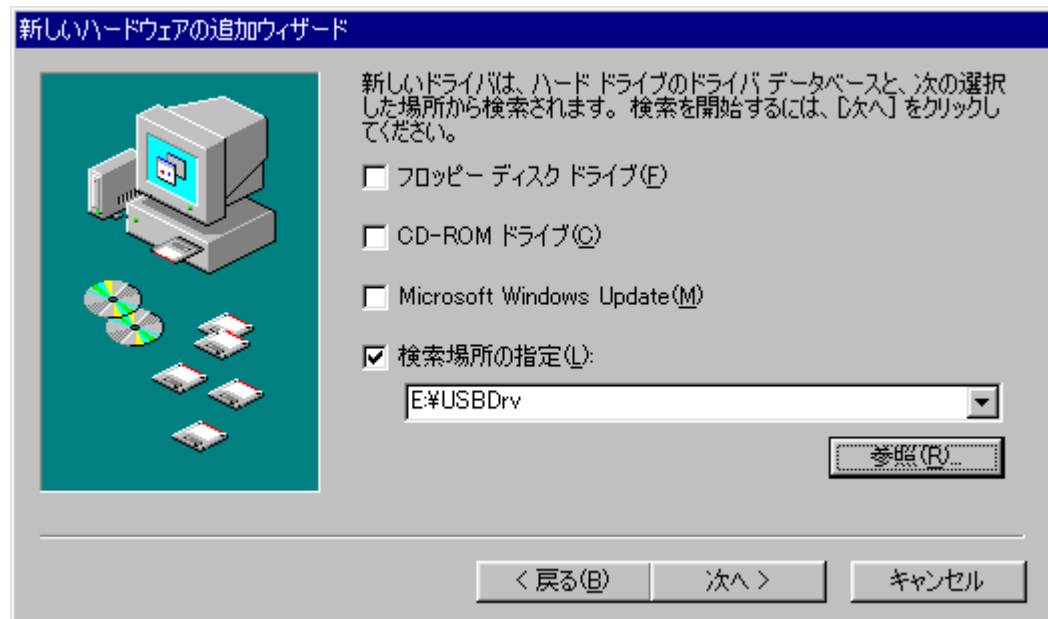 新しいハードウェアの追加ウィザード
新しいドライバは、ハード ドライブのドライバ データベースと、次の選択
した場所から検索されます。検索を開始するには、[次へ] をクリックし
てください。
フロッピー ディスク ドライブ(F)
CD-ROM ドライブ(C)
Microsoft Windows Update(M)
検索場所の指定(L):
E:¥USBDrv
参照(R)...
< 戻る(B)
次へ >
キャンセル